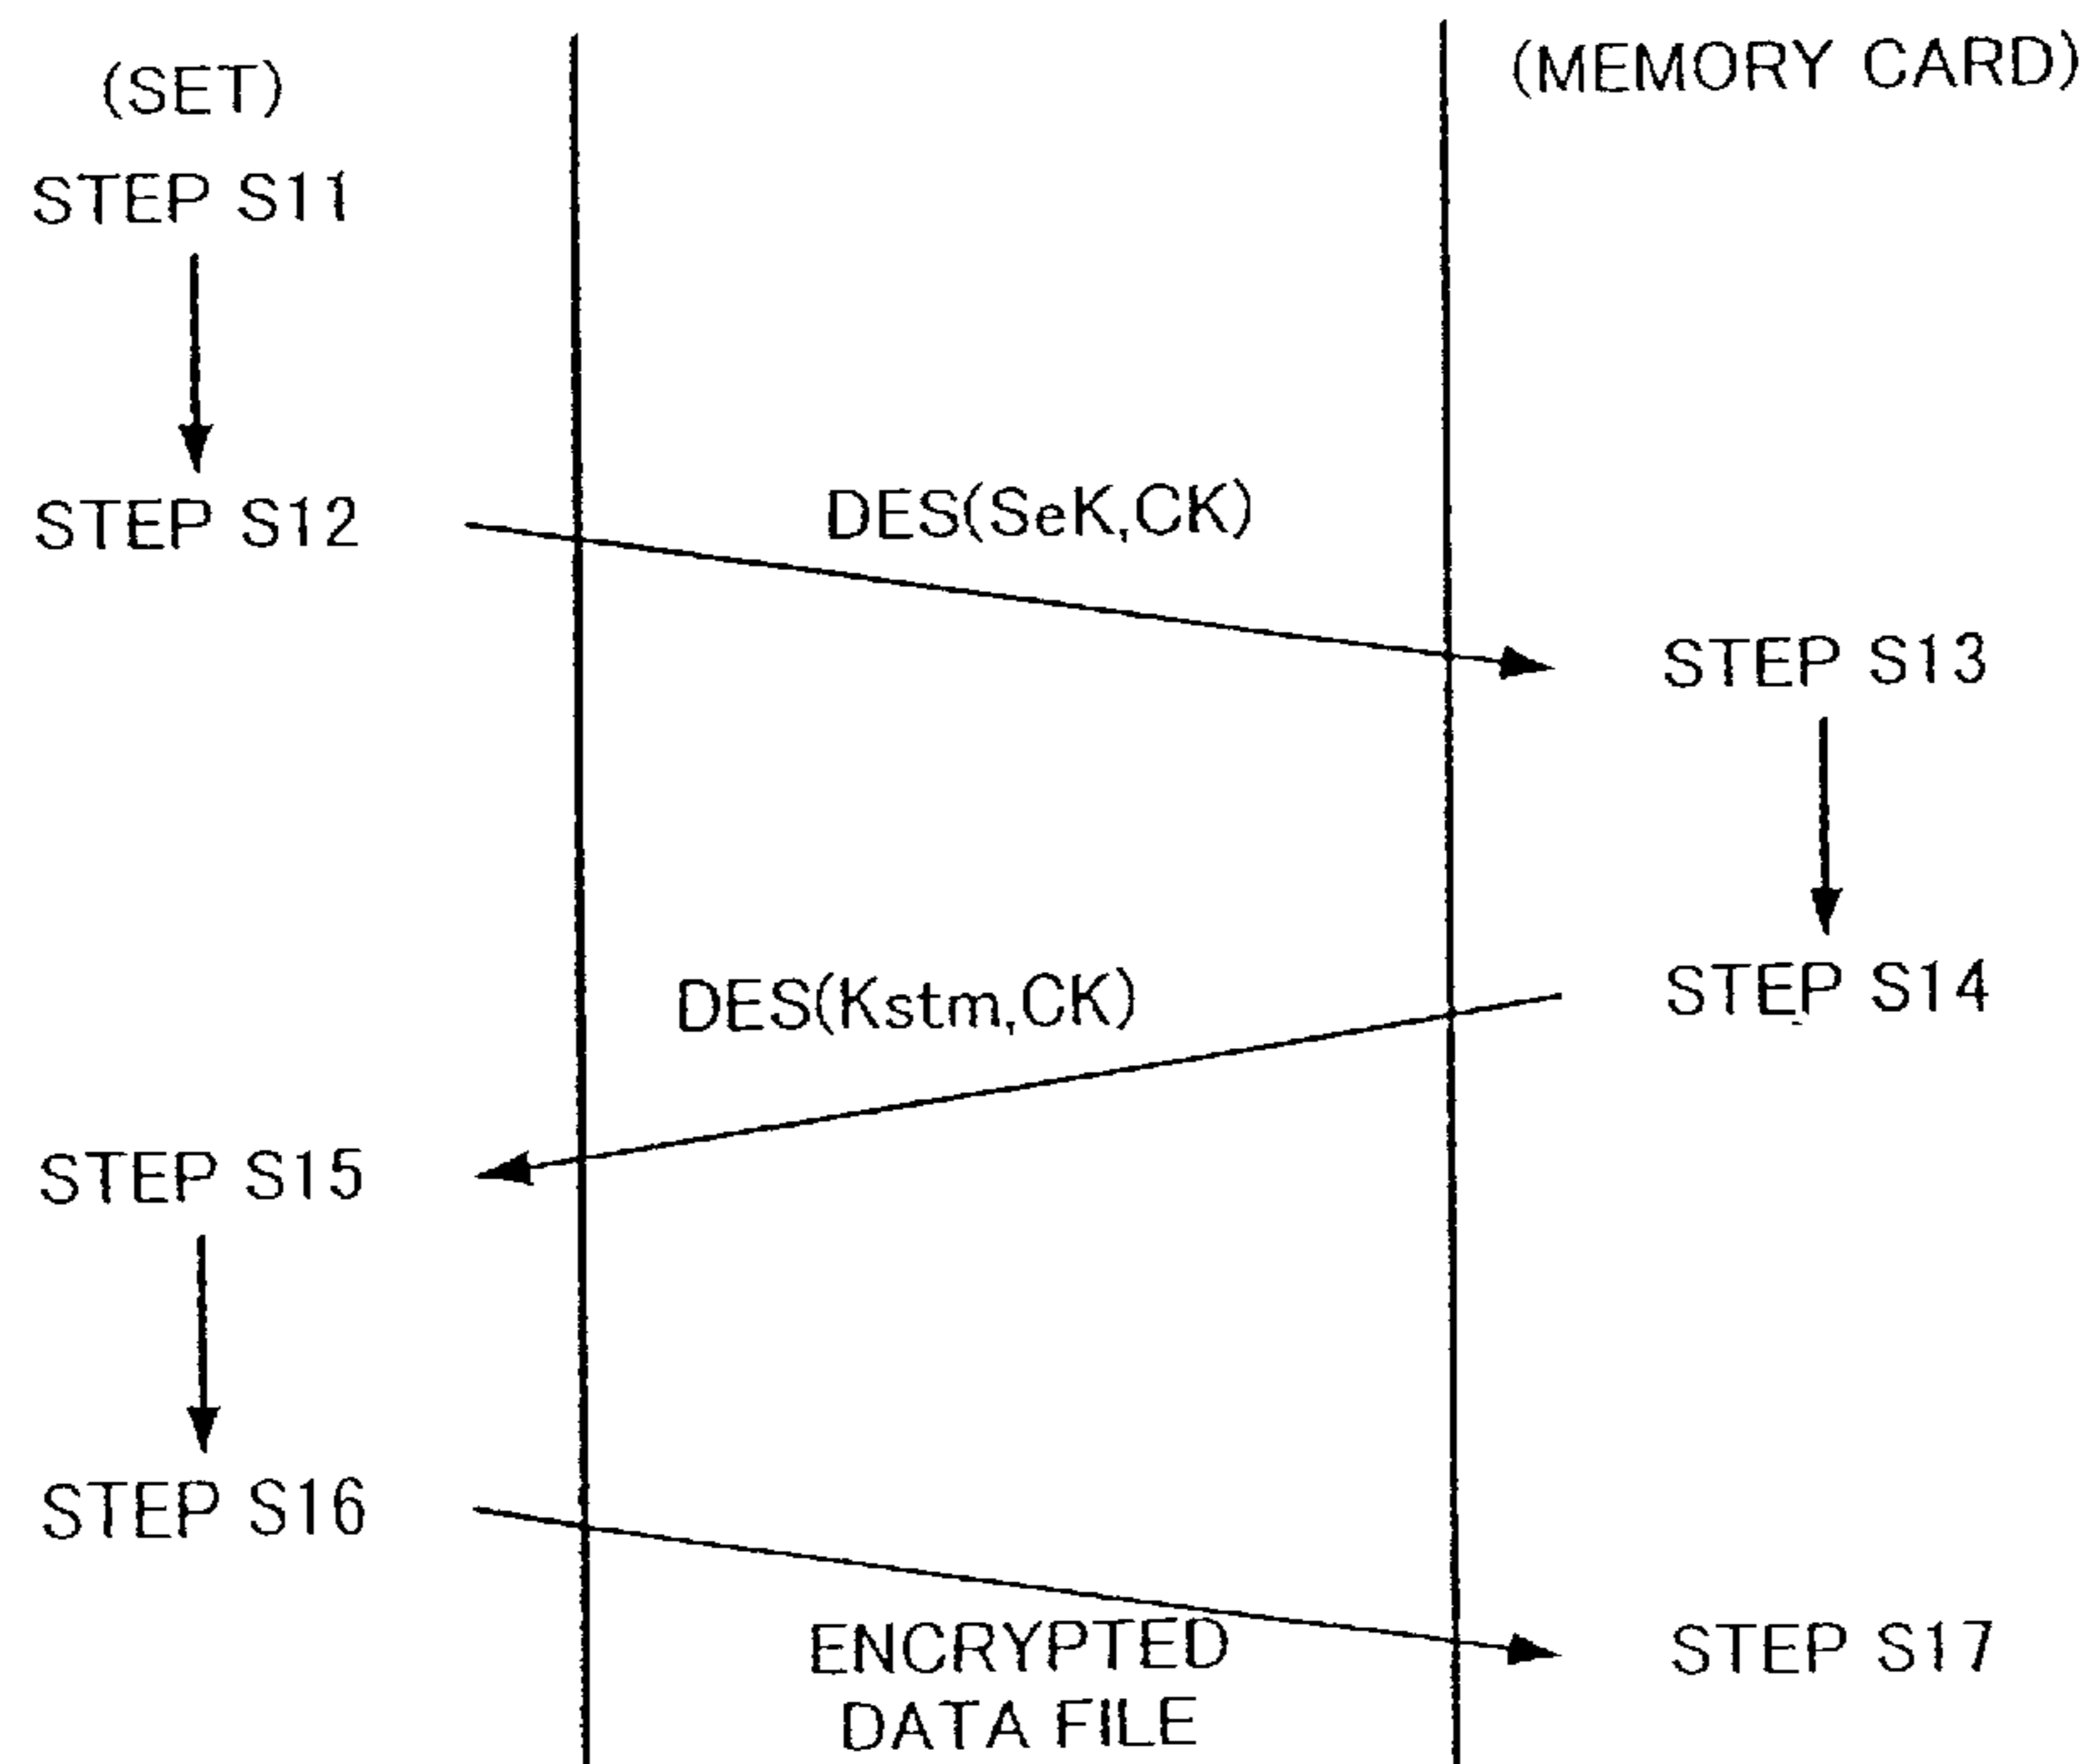 (SET)
(MEMORY CARD)
STEP S11
STEP S12
DES(SeK,CK)
STEP S13
STEP S14
DES(Kstm,CK)
STEP S15
STEP S16
ENCRYPTED
DATA FILE
STEP S17